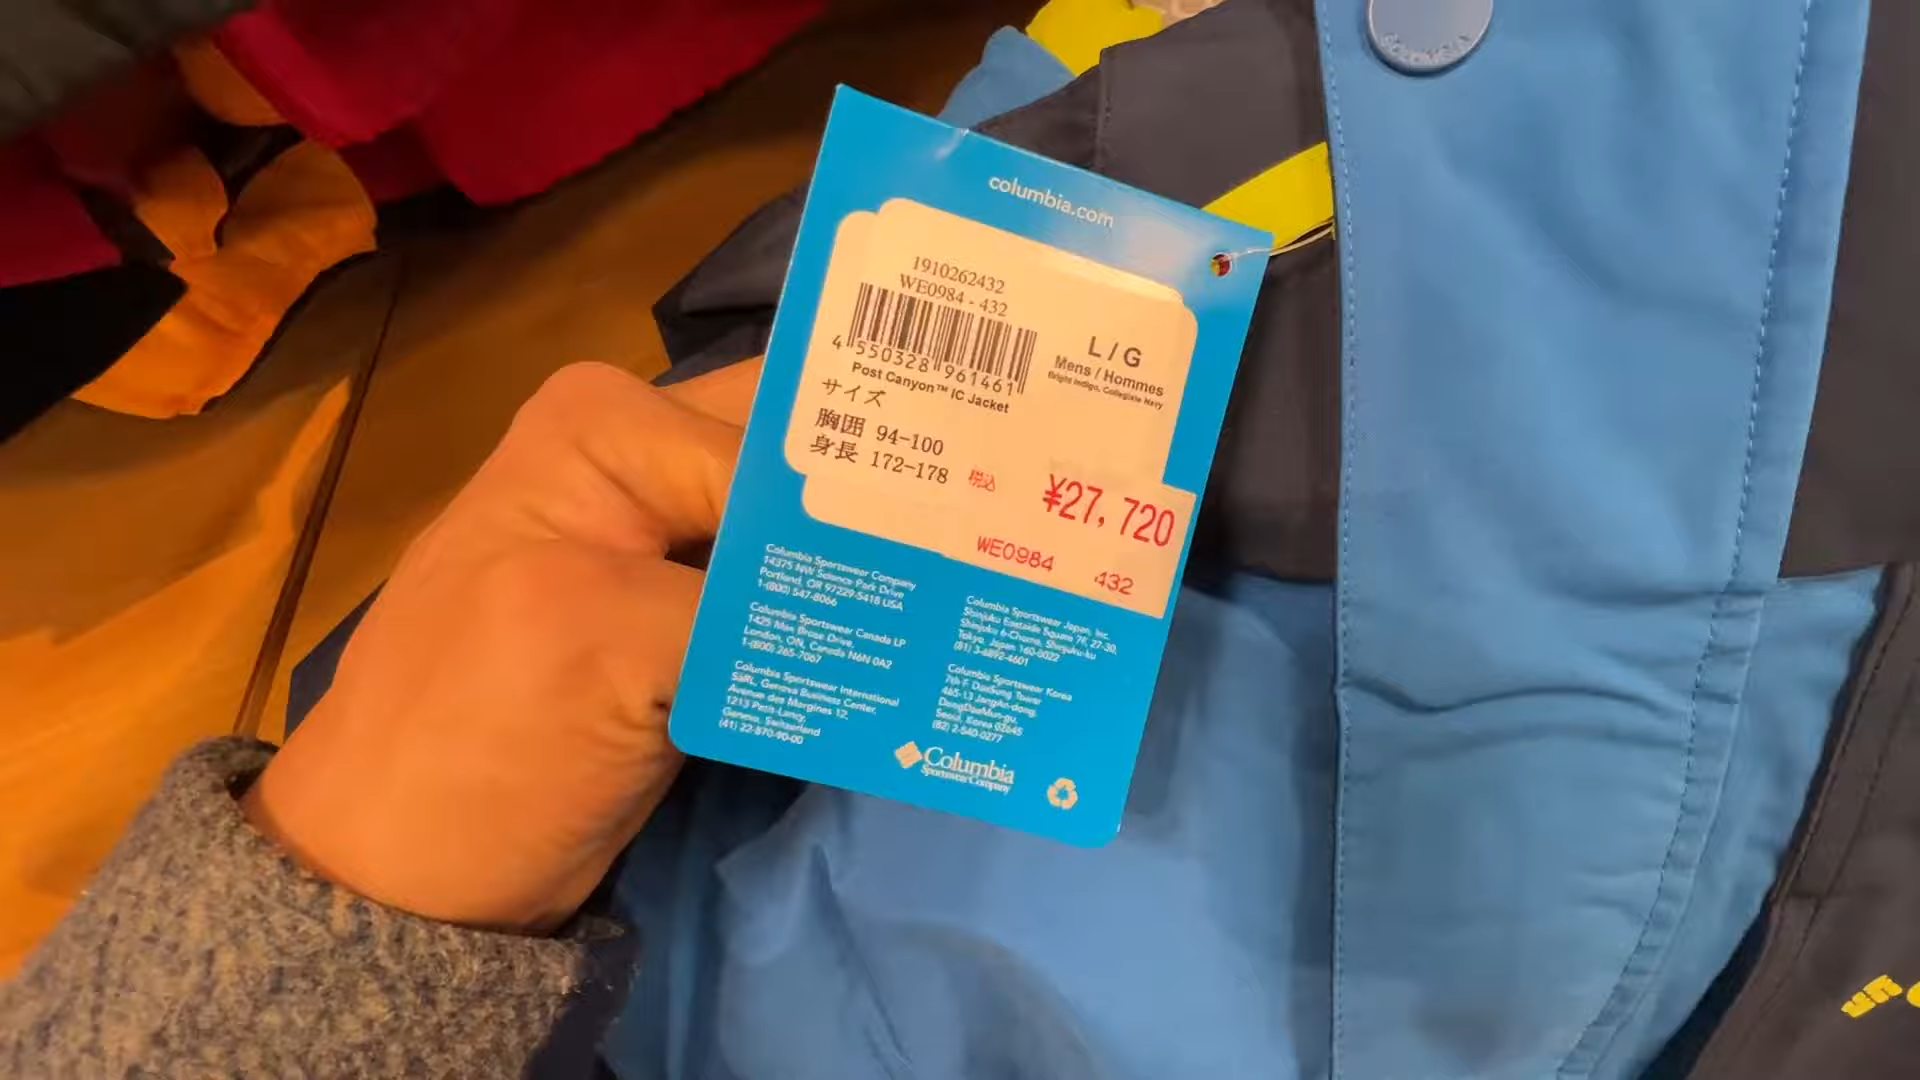 columbia.com
1910262432
WE0984 - 432
4 550328 961461
Post Canyon™ IC Jacket
L / G
Mens / Hommes
Bright Indigo, Collegiate Navy
サイズ
胸囲 94-100
身長 172-178
税込
¥27,720
WE0984 432
Columbia Sportswear Company
14375 NW Science Park Drive
Portland, OR 97229-5418 USA
1-(800) 547-8066
Columbia Sportswear Canada LP
1425 Max Brose Drive,
London, ON, Canada N6N 0A2
1-(800) 265-7067
Columbia Sportswear International
SàRL, Geneva Business Center,
Avenue des Morgines 12,
1213 Petit-Lancy,
Geneva, Switzerland
(41) 22-870-90-00
Columbia Sportswear Japan, Inc.
Shinjuku Eastside Square 7F, 27-30,
Shinjuku 6-Chome, Shinjuku-ku
Tokyo, Japan 160-0022
(81) 3-6892-4601
Columbia Sportswear Korea
7th F. DaeSung Tower
465-13 JangAn-dong,
DongDaeMun-gu,
Seoul, Korea 02645
(82) 2-540-0277
Columbia
Sportswear Company